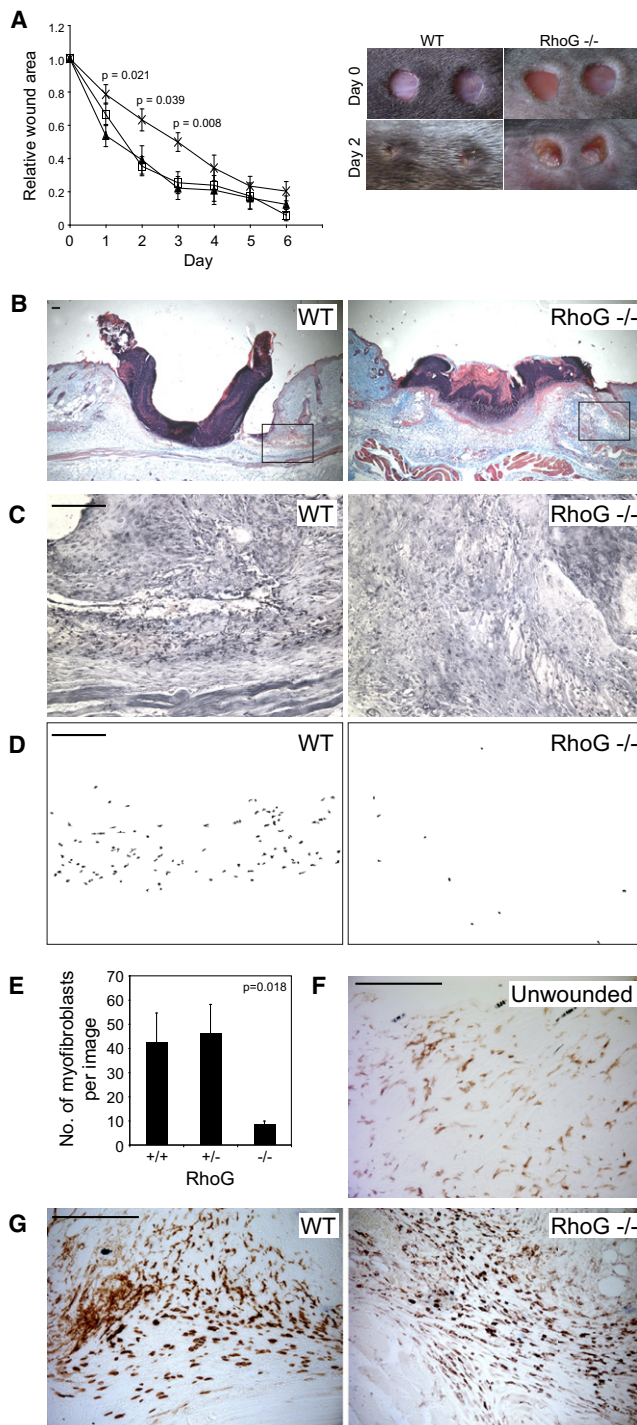 A
Relative wound area
1.2
1.0
0.8
0.6
0.4
0.2
.0
p = 0.021
p = 0.039
p = 0.008
0 1 2 3 4 5 6
Day
WT RhoG -/-
Day 0
Day 2
B
WT
RhoG -/-
C
WT
RhoG -/-
D
WT
RhoG -/-
E
No. of myofibroblasts
per image
70
60
50
40
30
20
10
0
p=0.018
+/+ +/- -/-
RhoG
F
Unwounded
G
WT
RhoG -/-